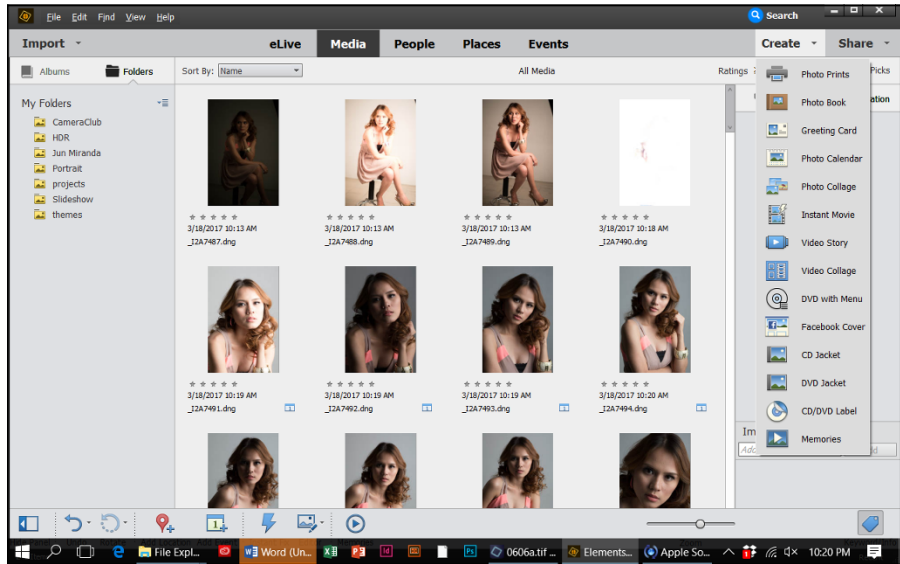 File Edit Find View Help
Search
Import
eLive Media People Places Events
Create Share
Albums Folders
Sort By: Name
All Media
Ratings
Picks
My Folders
CameraClub
HDR
Jun Miranda
Portrait
projects
Slideshow
themes
3/18/2017 10:13 AM 3/18/2017 10:13 AM 3/18/2017 10:13 AM 3/18/2017 10:18 AM
_I2A7487.dng _I2A7488.dng _I2A7489.dng _I2A7490.dng
3/18/2017 10:19 AM 3/18/2017 10:19 AM 3/18/2017 10:19 AM 3/18/2017 10:20 AM
_I2A7491.dng _I2A7492.dng _I2A7493.dng _I2A7494.dng
Photo Prints
Photo Book
Greeting Card
Photo Calendar
Photo Collage
Instant Movie
Video Story
Video Collage
DVD with Menu
Facebook Cover
CD Jacket
DVD Jacket
CD/DVD Label
Memories
File Expl... Word (Un... 0606a.tif ... Elements... Apple So... 10:20 PM